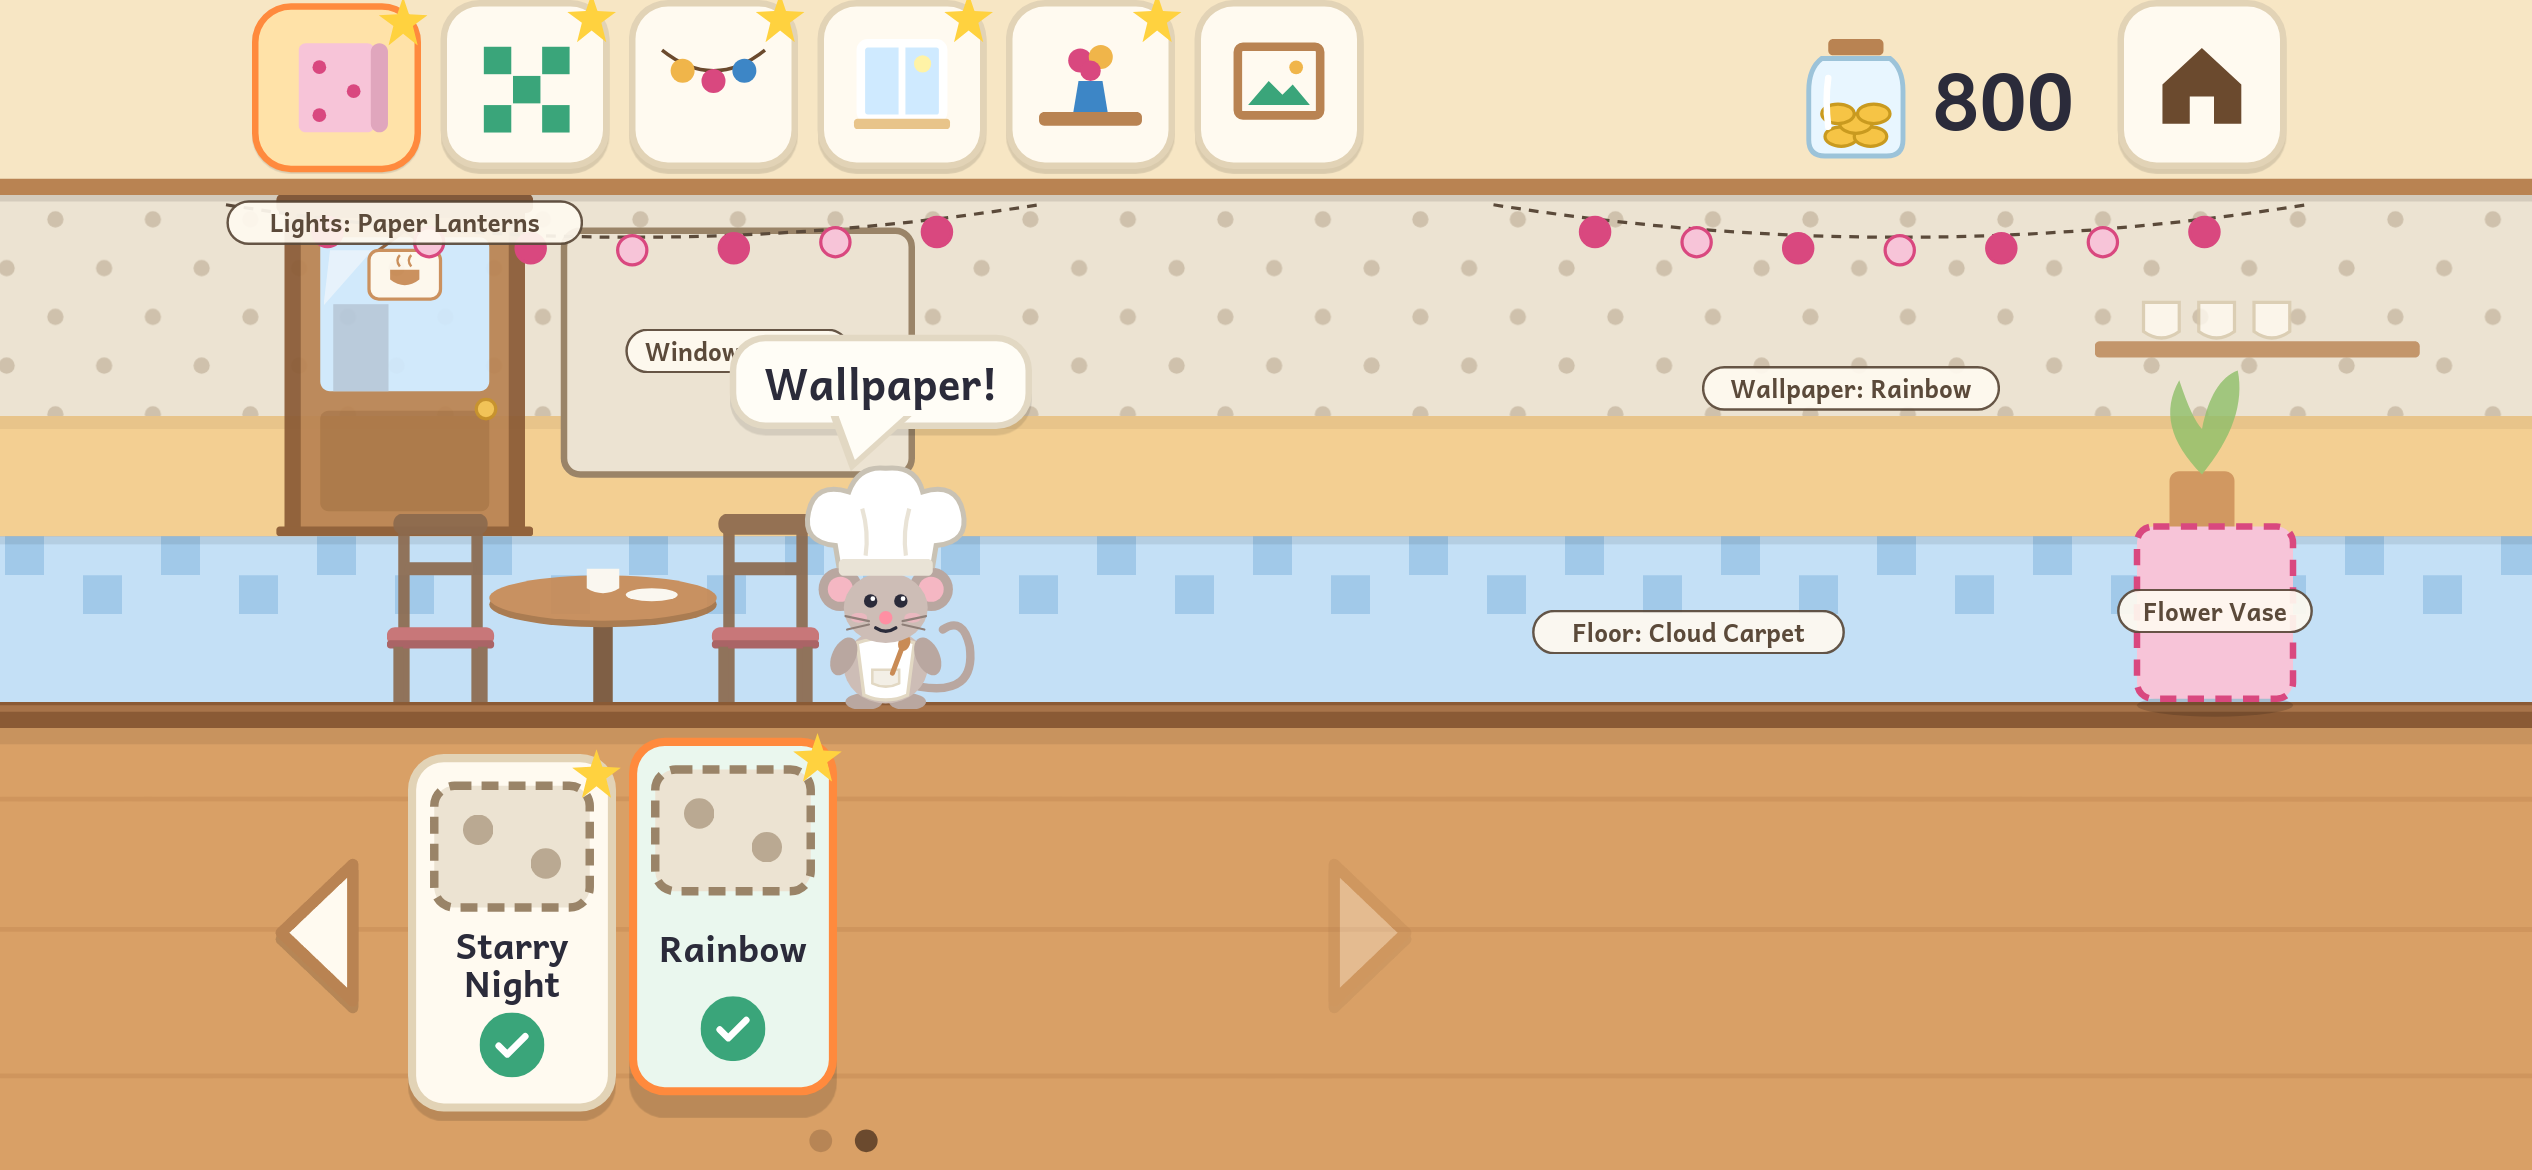 800
Lights: Paper Lanterns
Window
Wallpaper!
Wallpaper: Rainbow
Flower Vase
Floor: Cloud Carpet
Starry
Night
Rainbow